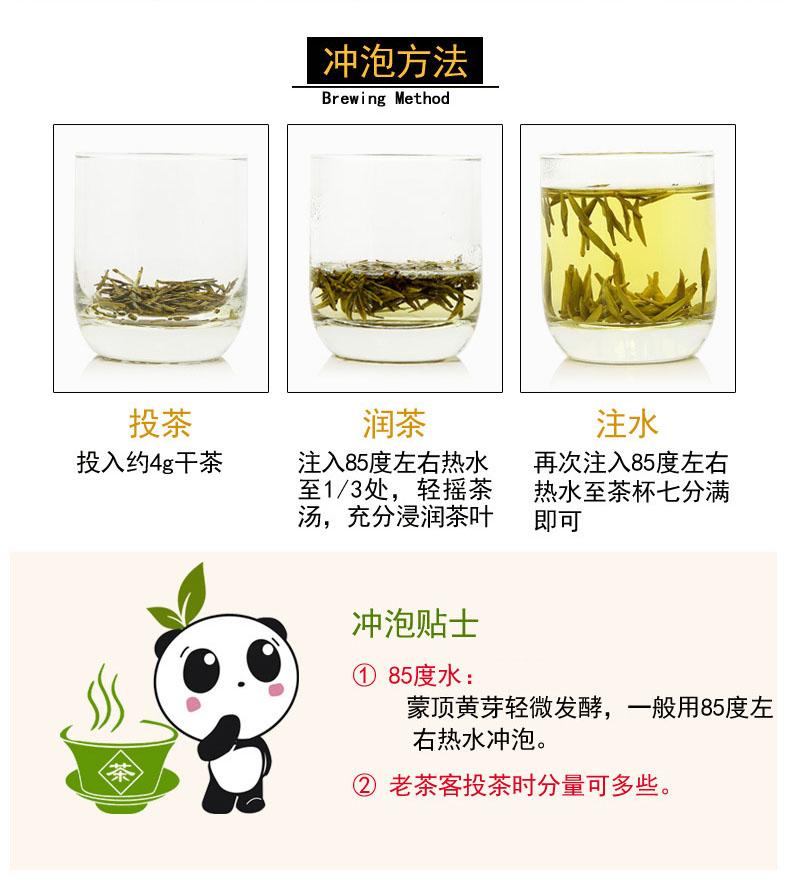 冲泡方法
Brewing Method
投茶
投入约4g干茶
润茶
注入85度左右热水
至1/3处，轻摇茶
汤，充分浸润茶叶
注水
再次注入85度左右
热水至茶杯七分满
即可
冲泡贴士
① 85度水：
蒙顶黄芽轻微发酵，一般用85度左
右热水冲泡。
② 老茶客投茶时分量可多些。
茶